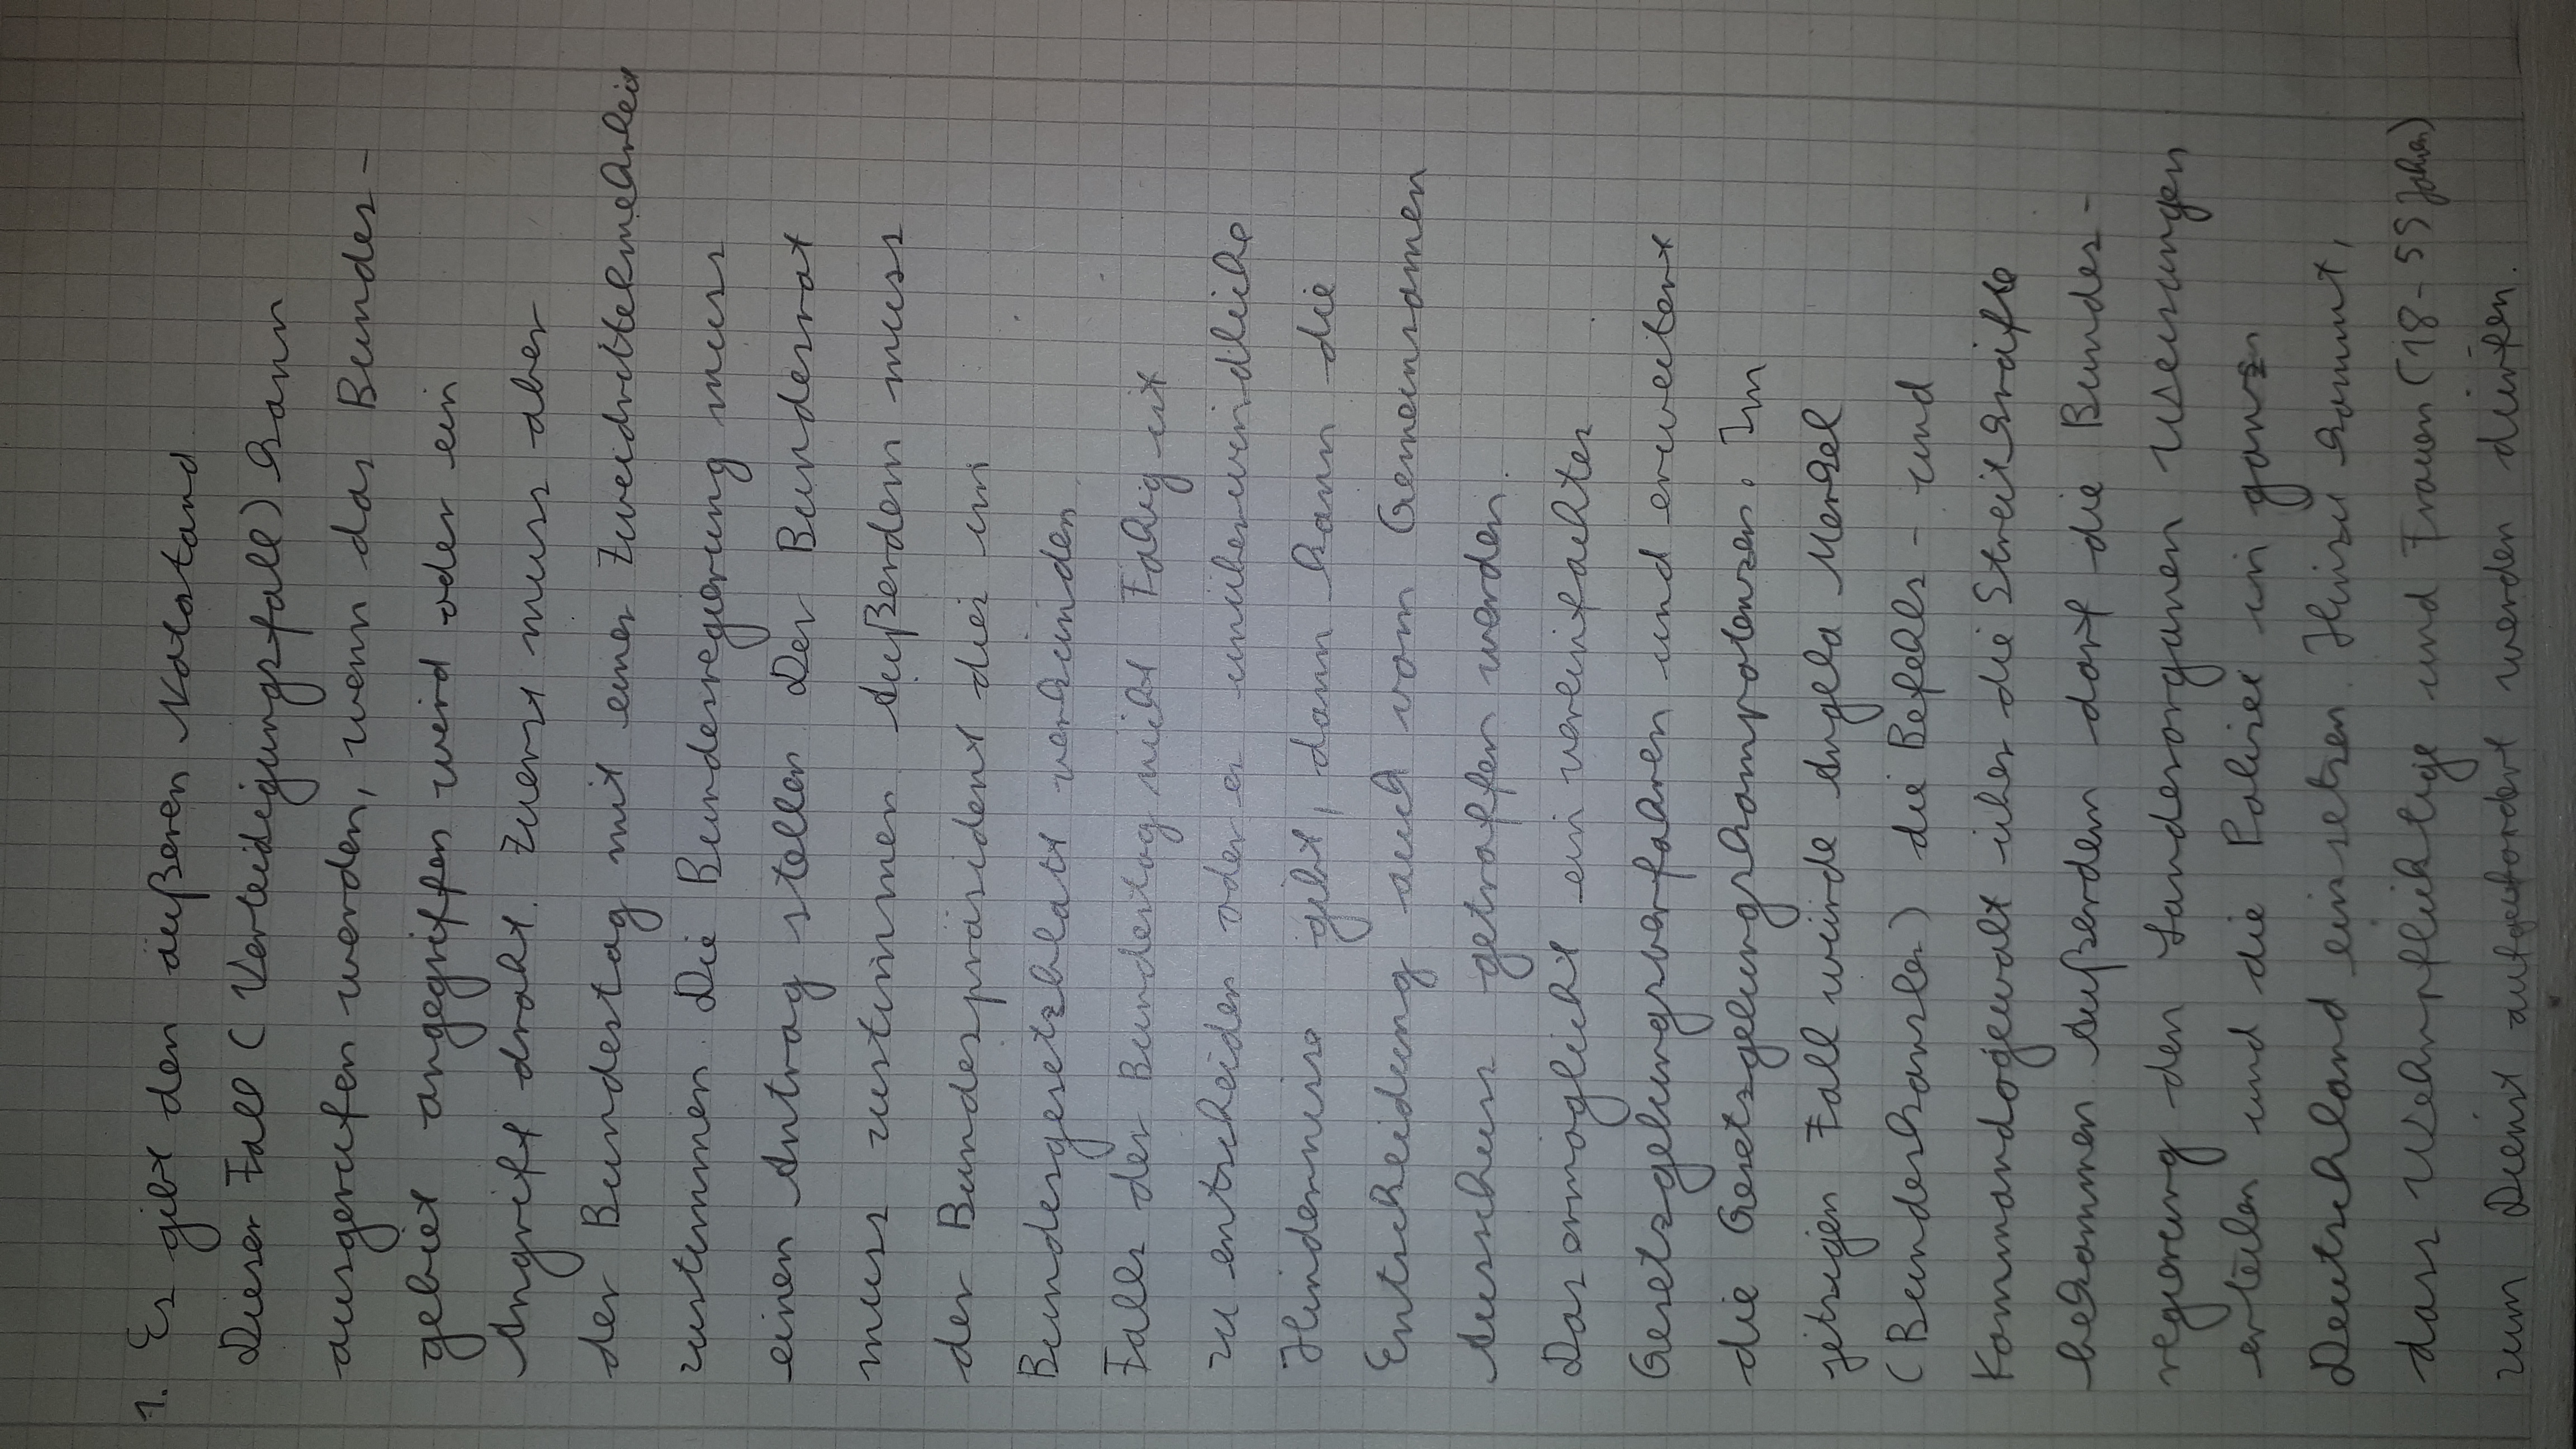 1. Es gibt den äußeren Notstand.
Dieser Fall (Verteidigungsfall) kann
ausgerufen werden, wenn das Bundes-
gebiet angegriffen wird oder ein
Angriff droht. Zuerst muss aber
der Bundestag mit einer Zweidrittelmehrheit
zustimmen. Die Bundesregierung muss
einen Antrag stellen. Der Bundesrat
muss zustimmen. Außerdem muss
der Bundespräsident dies im
Bundesgesetzblatt verkünden.
Falls der Bundestag nicht Fähig ist
zu entscheiden oder es unüberwindliche
Hindernisse gibt, dann kann die
Entscheidung auch vom Gemeinsamen
Ausschuss getroffen werden.
Das ermöglicht ein vereinfachtes
Gesetzgebungsverfahren und erweitert
die Gesetzgebungskompetenzen. Im
jetzigen Fall würde Angela Merkel
(Bundeskanzler) die Befehls- und
Kommandogewalt über die Streitkräfte
bekommen. Außerdem darf die Bundes-
regierung den Landesorganen Weisungen
erteilen und die Polizei in ganz
Deutschland einsetzen. Hinzu kommt,
dass Wehrpflichtige und Frauen (18-55 Jahren)
zum Dienst aufgefordert werden dürfen.